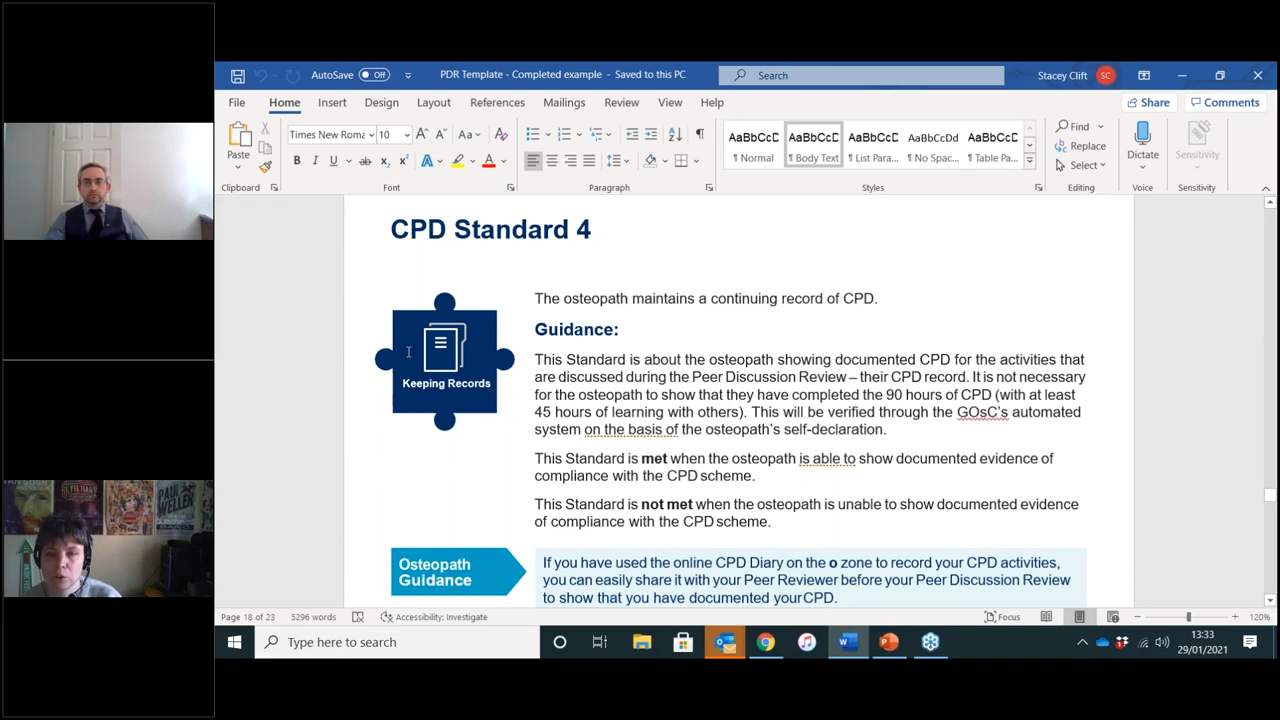 AutoSave Off
PDR Template - Completed example - Saved to this PC
Search
Stacey Clift SC
File Home Insert Draw Design Layout References Mailings Review View Help
Share Comments
Paste
Times New Roma 10
AaBbCcD AaBbCcD AaBbCcD AaBbCcDd AaBbCcD
¶ Normal ¶ Body Text ¶ List Para... ¶ No Spac... ¶ Table Pa...
Find
Replace
Select
Dictate
Sensitivity
Clipboard Font Paragraph Styles Editing Voice Sensitivity
CPD Standard 4
Keeping Records
The osteopath maintains a continuing record of CPD.
Guidance:
This Standard is about the osteopath showing documented CPD for the activities that
are discussed during the Peer Discussion Review – their CPD record. It is not necessary
for the osteopath to show that they have completed the 90 hours of CPD (with at least
45 hours of learning with others). This will be verified through the GOsC's automated
system on the basis of the osteopath's self-declaration.
This Standard is met when the osteopath is able to show documented evidence of
compliance with the CPD scheme.
This Standard is not met when the osteopath is unable to show documented evidence
of compliance with the CPD scheme.
Osteopath
Guidance
If you have used the online CPD Diary on the o zone to record your CPD activities,
you can easily share it with your Peer Reviewer before your Peer Discussion Review
to show that you have documented your CPD.
Page 18 of 23 5296 words Accessibility: Investigate Focus 120%
Type here to search
13:33
29/01/2021
PAUL
WELLER